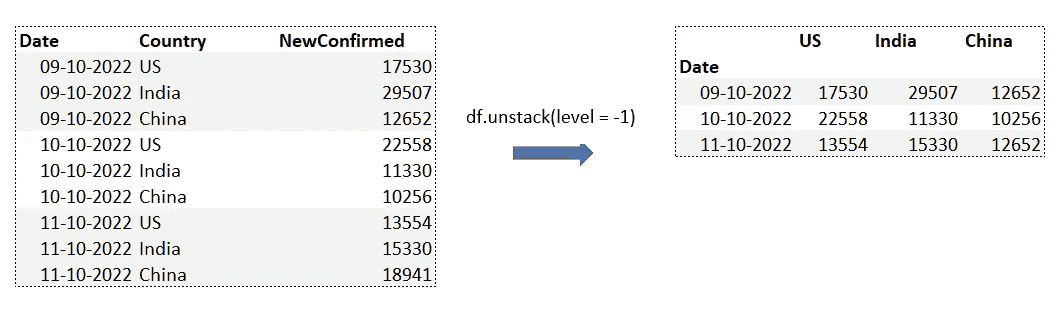 Date Country NewConfirmed
09-10-2022 US 17530
09-10-2022 India 29507
09-10-2022 China 12652
10-10-2022 US 22558
10-10-2022 India 11330
10-10-2022 China 10256
11-10-2022 US 13554
11-10-2022 India 15330
11-10-2022 China 18941
df.unstack(level = -1)
US India China
Date
09-10-2022 17530 29507 12652
10-10-2022 22558 11330 10256
11-10-2022 13554 15330 12652